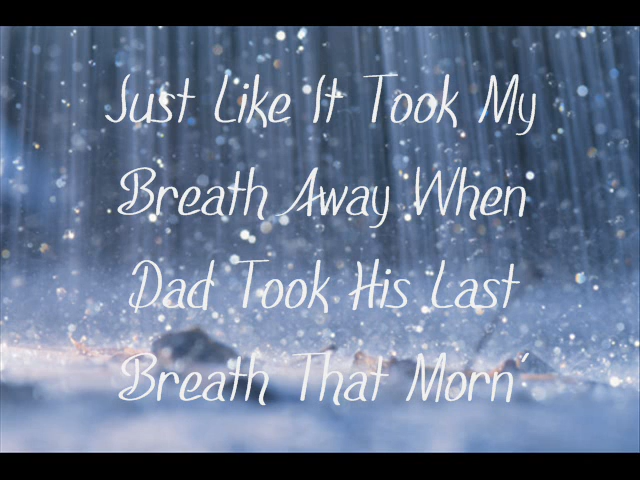 Just Like It Took My
Breath Away When
Dad Took His Last
Breath That Morn'